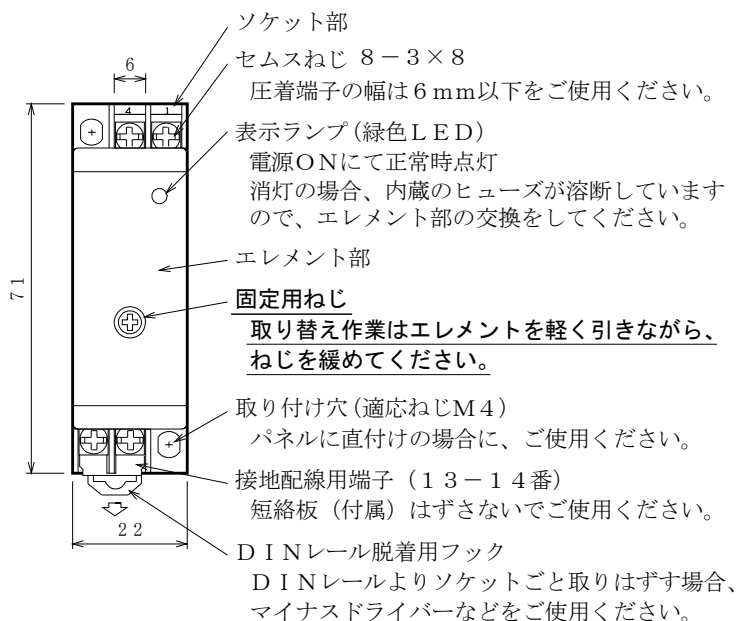 ソケット部
6
セムスねじ 8－3×8
圧着端子の幅は6mm以下をご使用ください。
4 1
表示ランプ(緑色LED)
電源ONにて正常時点灯
消灯の場合、内蔵のヒューズが溶断しています
ので、エレメント部の交換をしてください。
エレメント部
71
固定用ねじ
取り替え作業はエレメントを軽く引きながら、
ねじを緩めてください。
取り付け穴(適応ねじM4)
パネルに直付けの場合に、ご使用ください。
接地配線用端子（13－14番）
短絡板（付属）はずさないでご使用ください。
22
DINレール脱着用フック
DINレールよりソケットごと取りはずす場合、
マイナスドライバーなどをご使用ください。